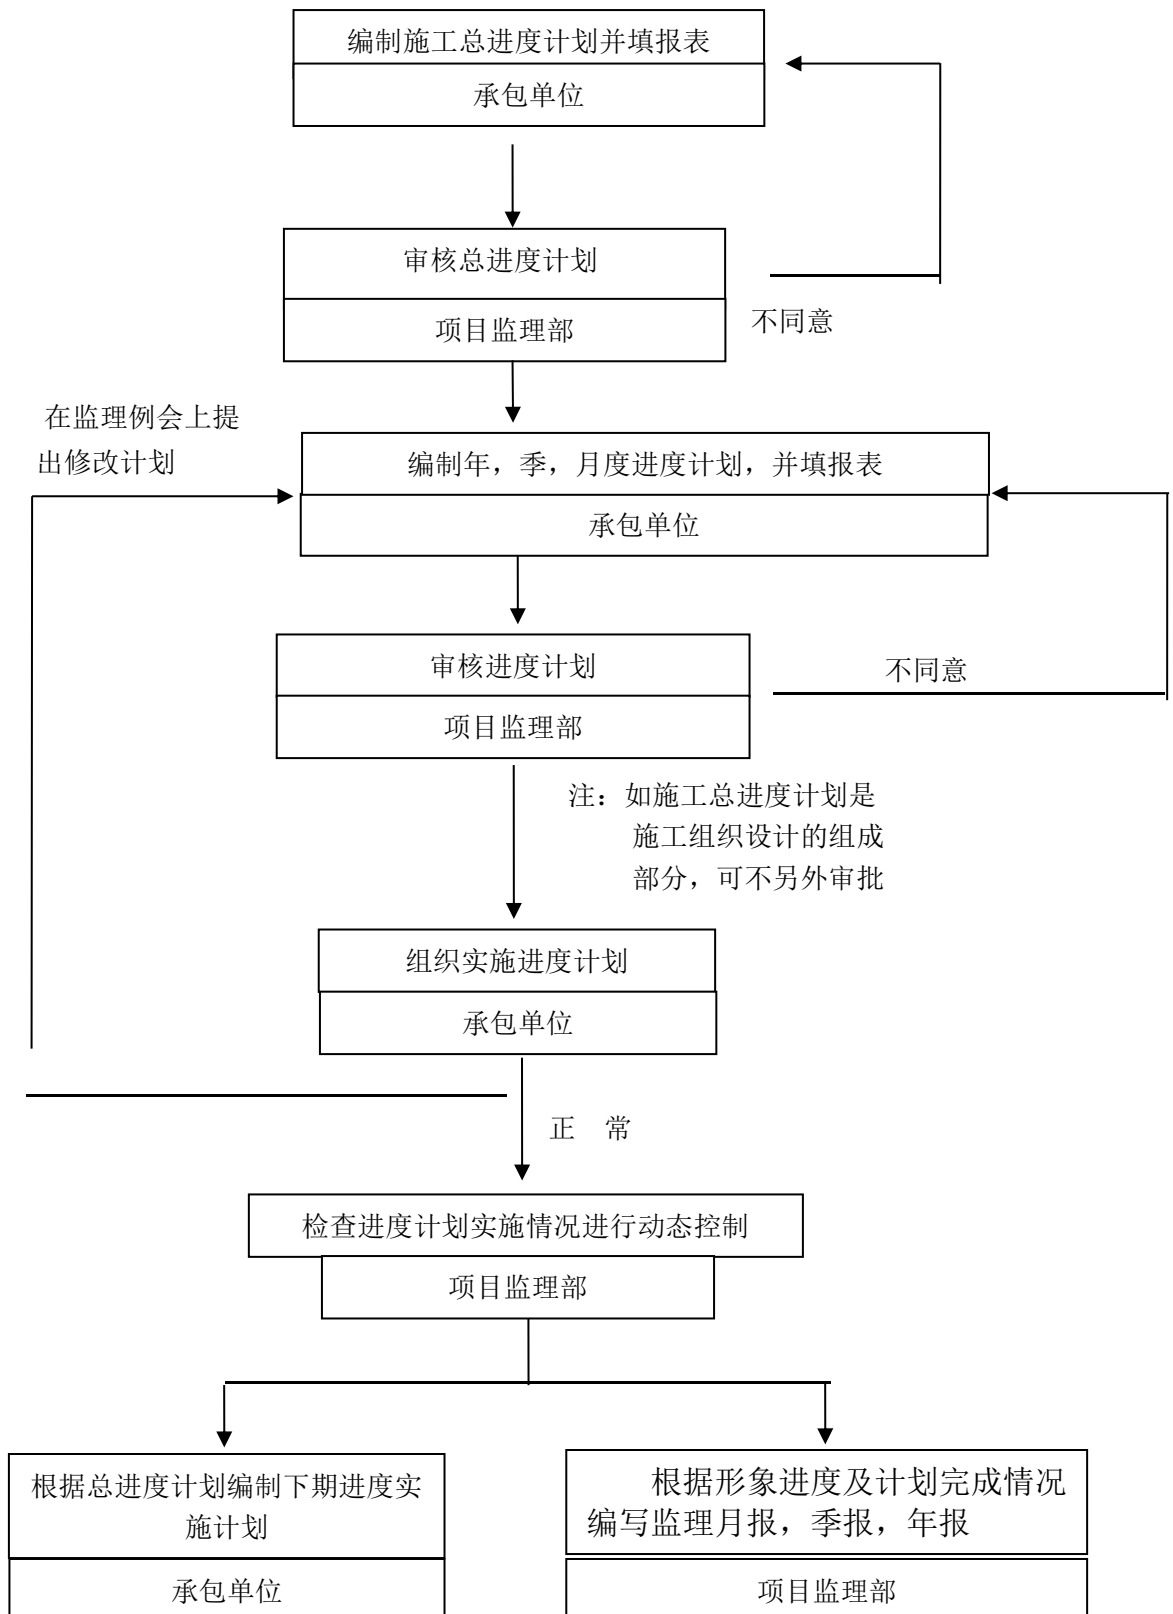 编制施工总进度计划并填报表
承包单位
审核总进度计划
项目监理部
不同意
在监理例会上提
出修改计划
编制年，季，月度进度计划，并填报表
承包单位
审核进度计划
不同意
项目监理部
注：如施工总进度计划是
施工组织设计的组成
部分，可不另外审批
组织实施进度计划
承包单位
正 常
检查进度计划实施情况进行动态控制
项目监理部
根据总进度计划编制下期进度实
施计划
承包单位
根据形象进度及计划完成情况
编写监理月报，季报，年报
项目监理部